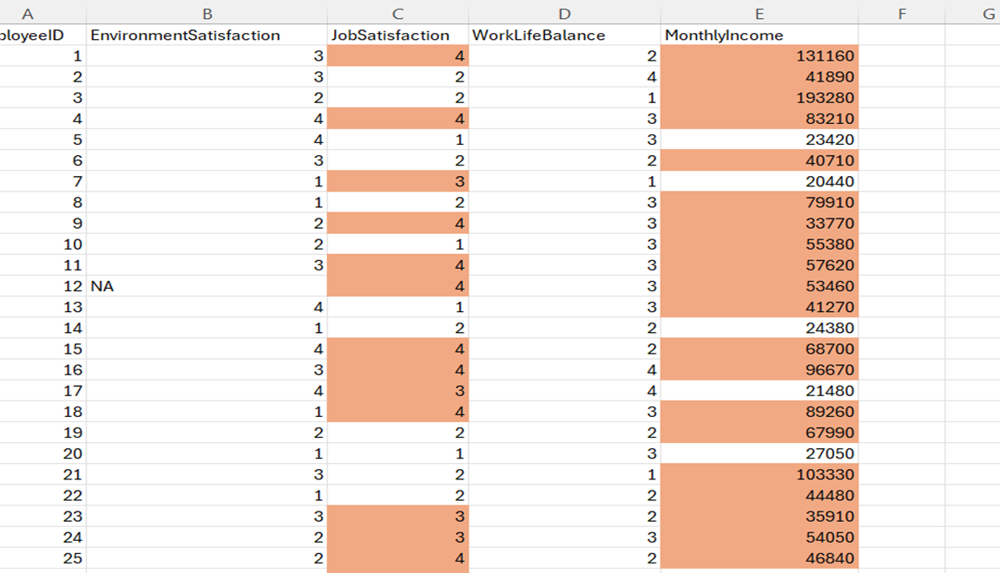 A B C D E F G
ployeeID EnvironmentSatisfaction JobSatisfaction WorkLifeBalance MonthlyIncome
1 3 4 2 131160
2 3 2 4 41890
3 2 2 1 193280
4 4 4 3 83210
5 4 1 3 23420
6 3 2 2 40710
7 1 3 1 20440
8 1 2 3 79910
9 2 4 3 33770
10 2 1 3 55380
11 3 4 3 57620
12 NA 4 3 53460
13 4 1 3 41270
14 1 2 2 24380
15 4 4 2 68700
16 3 4 4 96670
17 4 3 4 21480
18 1 4 3 89260
19 2 2 2 67990
20 1 1 3 27050
21 3 2 1 103330
22 1 2 2 44480
23 3 3 2 35910
24 2 3 3 54050
25 2 4 2 46840